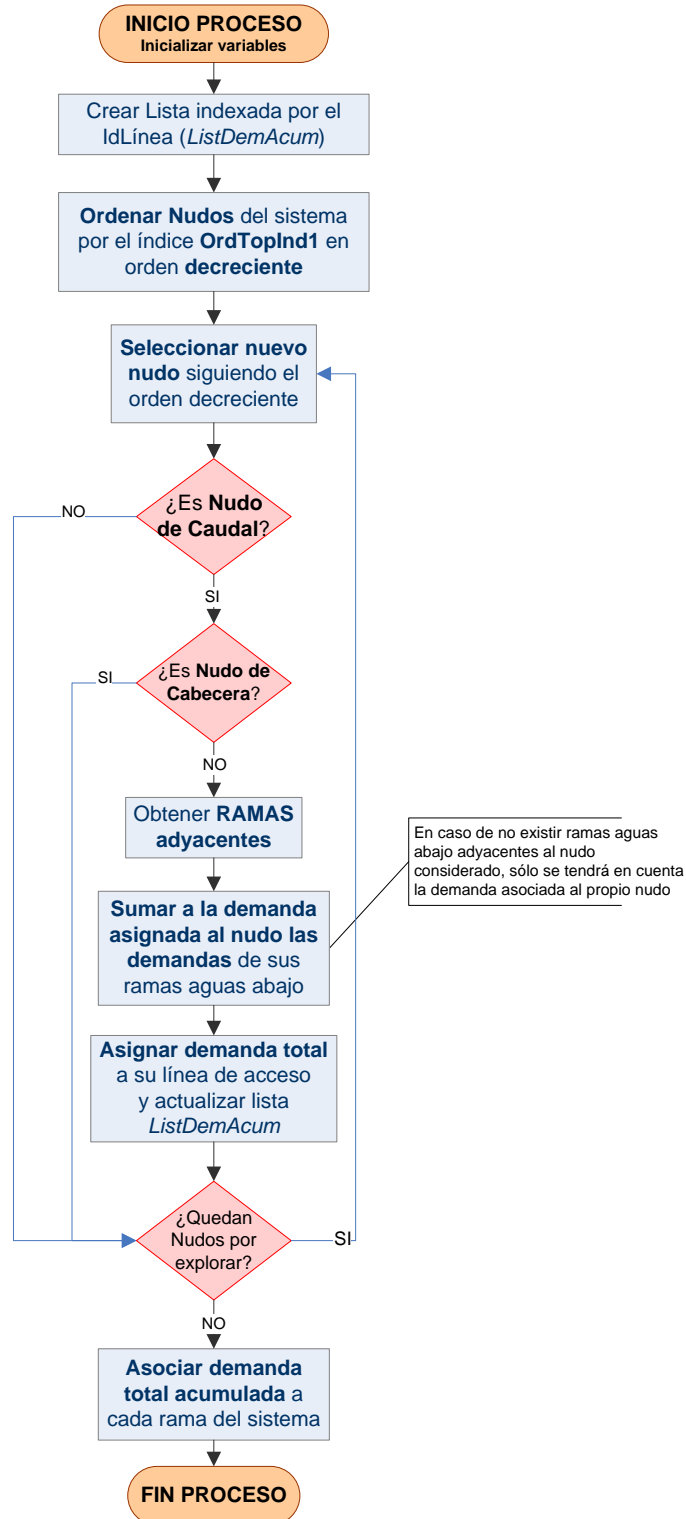 INICIO PROCESO
Inicializar variables
Crear Lista indexada por el
IdLínea (ListDemAcum)
Ordenar Nudos del sistema
por el índice OrdTopInd1 en
orden decreciente
Seleccionar nuevo
nudo siguiendo el
orden decreciente
¿Es Nudo
de Caudal?
NO
SI
¿Es Nudo de
Cabecera?
SI
NO
Obtener RAMAS
adyacentes
En caso de no existir ramas aguas
abajo adyacentes al nudo
considerado, sólo se tendrá en cuenta
la demanda asociada al propio nudo
Sumar a la demanda
asignada al nudo las
demandas de sus
ramas aguas abajo
Asignar demanda total
a su línea de acceso
y actualizar lista
ListDemAcum
¿Quedan
Nudos por
explorar?
SI
NO
Asociar demanda
total acumulada a
cada rama del sistema
FIN PROCESO